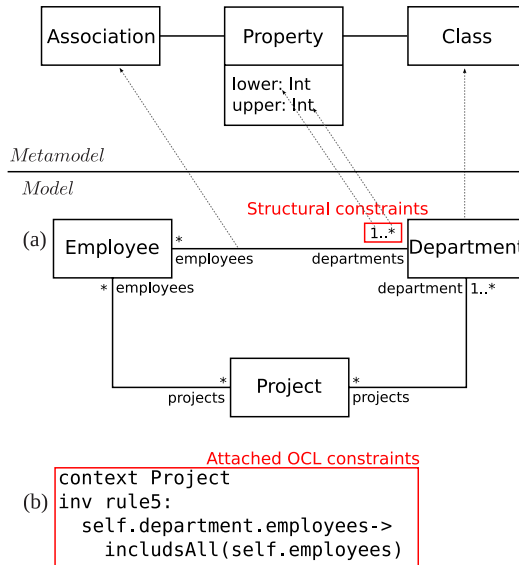 Association Property Class
lower: Int
upper: Int
Metamodel
Model
Structural constraints
(a) Employee * 1..* Department
employees departments
* employees department 1..*
* Project *
projects projects
Attached OCL constraints
(b) context Project
inv rule5:
self.department.employees->
includsAll(self.employees)